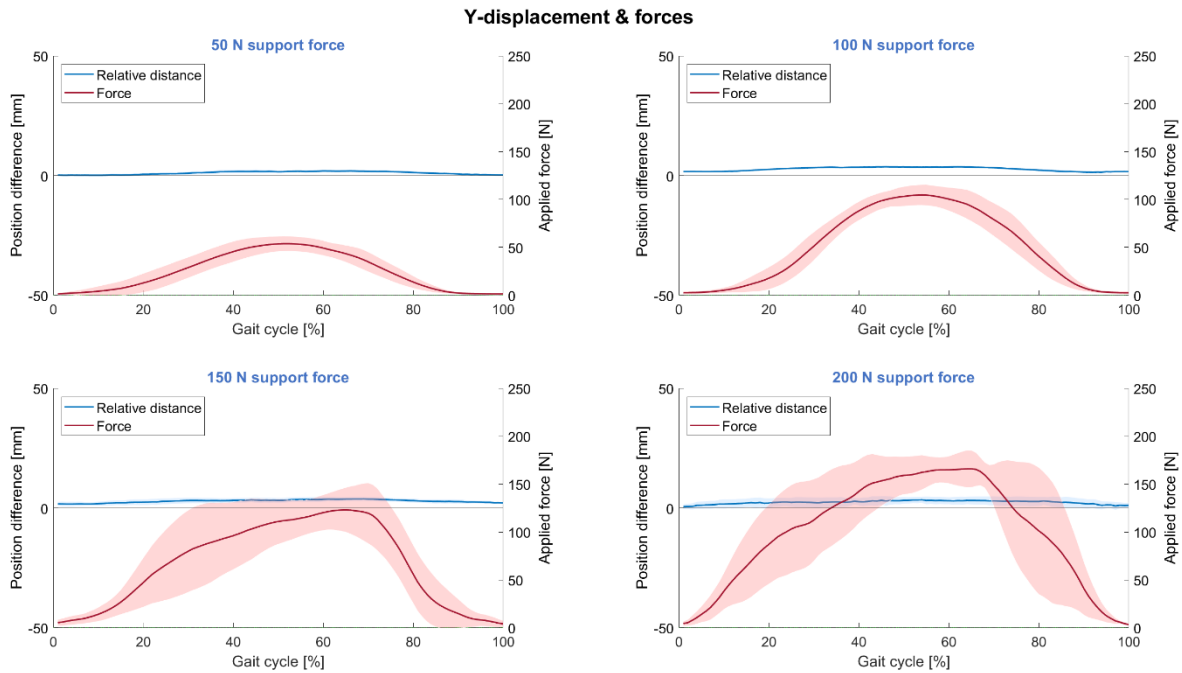 Y-displacement & forces
50 N support force
50
0
-50
Position difference [mm]
Relative distance
Force
250
200
150
100
50
0
Applied force [N]
0 20 40 60 80 100
Gait cycle [%]
100 N support force
50
0
-50
Position difference [mm]
Relative distance
Force
250
200
150
100
50
0
Applied force [N]
0 20 40 60 80 100
Gait cycle [%]
150 N support force
50
0
-50
Position difference [mm]
Relative distance
Force
250
200
150
100
50
0
Applied force [N]
0 20 40 60 80 100
Gait cycle [%]
200 N support force
50
0
-50
Position difference [mm]
Relative distance
Force
250
200
150
100
50
0
Applied force [N]
0 20 40 60 80 100
Gait cycle [%]